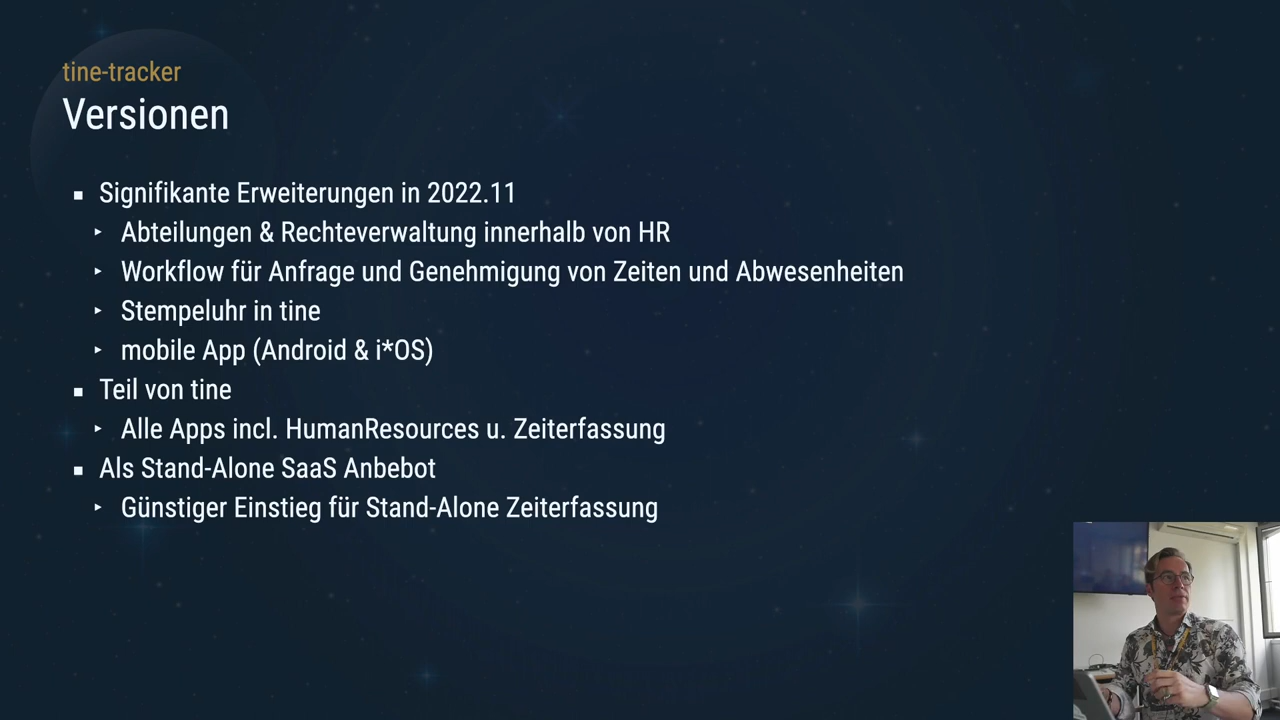 tine-tracker
Versionen
▪ Signifikante Erweiterungen in 2022.11
‣ Abteilungen & Rechteverwaltung innerhalb von HR
‣ Workflow für Anfrage und Genehmigung von Zeiten und Abwesenheiten
‣ Stempeluhr in tine
‣ mobile App (Android & i*OS)
▪ Teil von tine
‣ Alle Apps incl. HumanResources u. Zeiterfassung
▪ Als Stand-Alone SaaS Anbebot
‣ Günstiger Einstieg für Stand-Alone Zeiterfassung